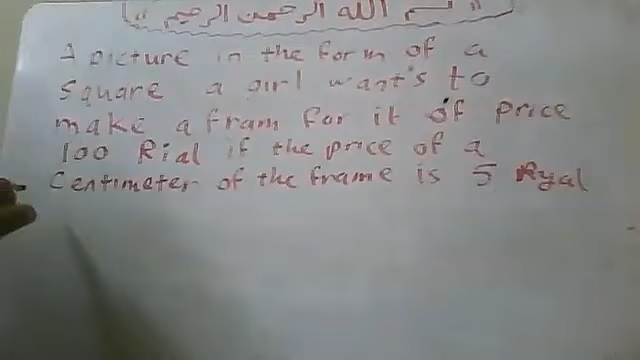 بسم الله الرحمن الرحيم
A picture in the form of a
square a girl want's to
make a fram for it of price
100 Rial if the price of a
Centimeter of the frame is 5 Ryal